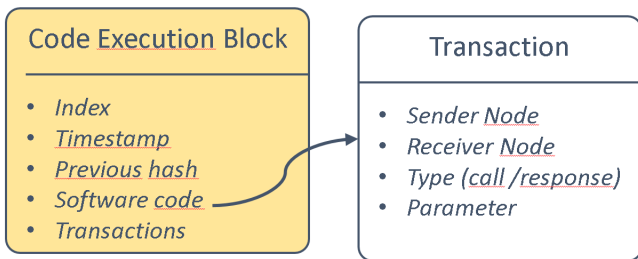 Code Execution Block
• Index
• Timestamp
• Previous hash
• Software code
• Transactions
Transaction
• Sender Node
• Receiver Node
• Type (call /response)
• Parameter